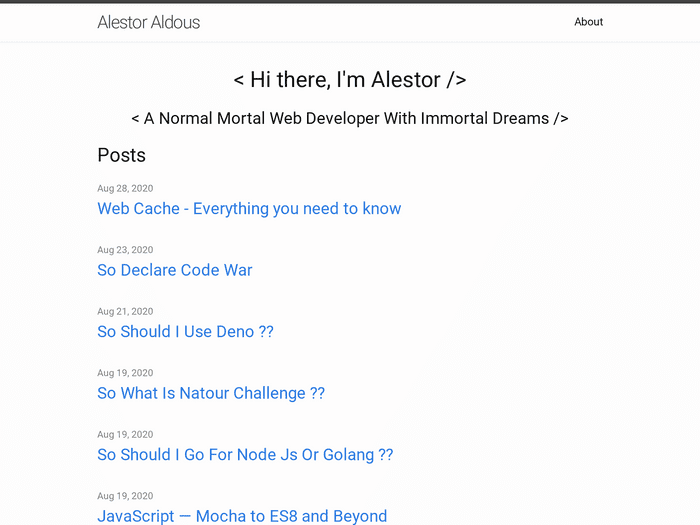 Alestor Aldous
About
< Hi there, I'm Alestor />
< A Normal Mortal Web Developer With Immortal Dreams />
Posts
Aug 28, 2020
Web Cache - Everything you need to know
Aug 23, 2020
So Declare Code War
Aug 21, 2020
So Should I Use Deno ??
Aug 19, 2020
So What Is Natour Challenge ??
Aug 19, 2020
So Should I Go For Node Js Or Golang ??
Aug 19, 2020
JavaScript — Mocha to ES8 and Beyond